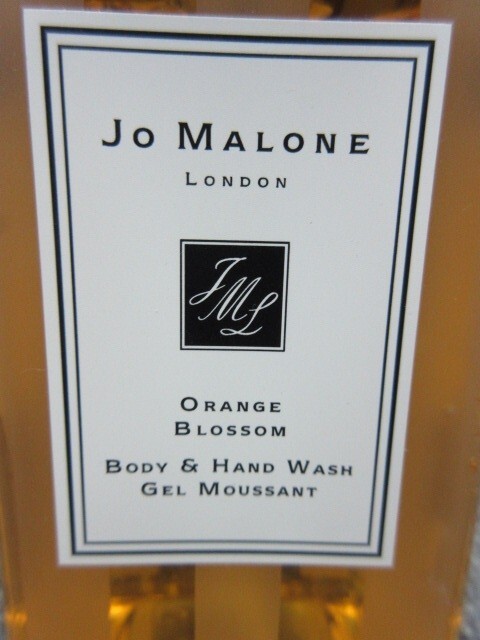 JO MALONE
LONDON
JML
ORANGE
BLOSSOM
BODY & HAND WASH
GEL MOUSSANT